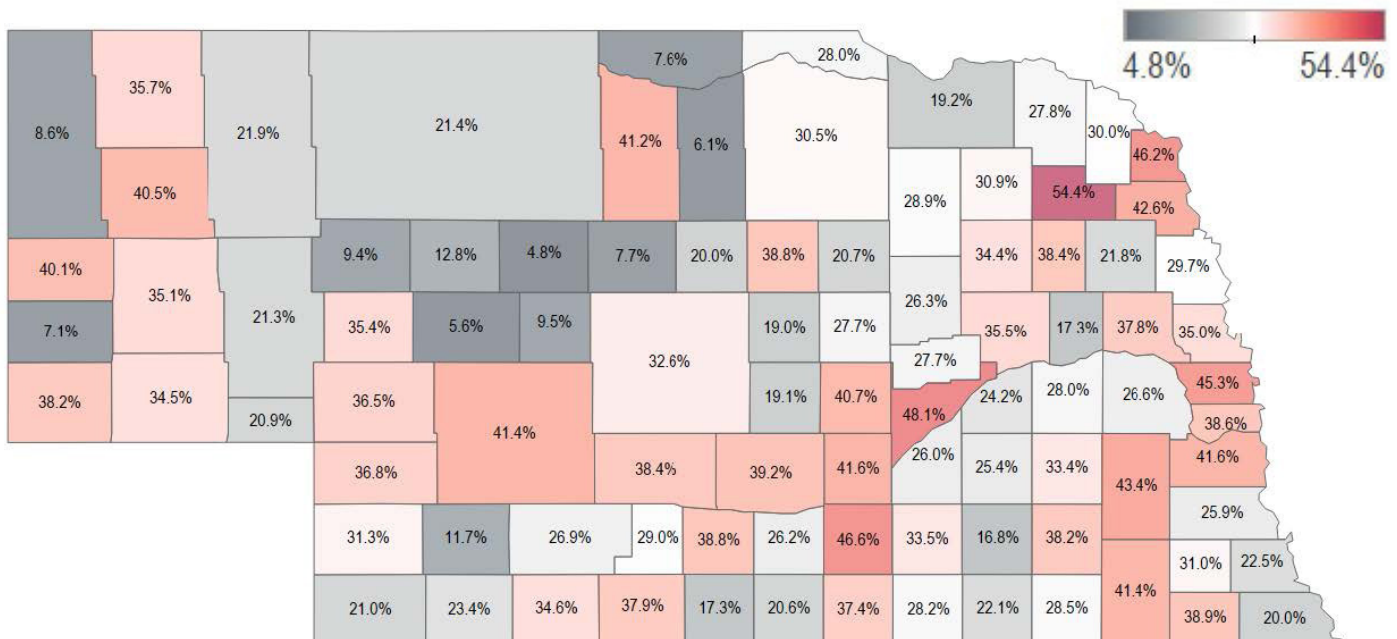 4.8% 54.4%
7.6% 28.0%
35.7% 19.2% 27.8%
8.6% 21.9% 21.4% 41.2% 6.1% 30.5% 30.0%
46.2%
40.5% 28.9% 30.9% 54.4% 42.6%
9.4% 12.8% 4.8% 7.7% 20.0% 38.8% 20.7% 34.4% 38.4% 21.8% 29.7%
40.1% 35.1% 26.3%
7.1% 21.3% 35.4% 5.6% 9.5% 32.6% 19.0% 27.7% 35.5% 17.3% 37.8% 35.0%
27.7%
38.2% 34.5% 36.5% 19.1% 40.7% 48.1% 24.2% 28.0% 26.6% 45.3%
20.9% 41.4% 38.6%
36.8% 38.4% 39.2% 41.6% 26.0% 25.4% 33.4% 43.4% 41.6%
25.9%
31.3% 11.7% 26.9% 29.0% 38.8% 26.2% 46.6% 33.5% 16.8% 38.2%
31.0% 22.5%
21.0% 23.4% 34.6% 37.9% 17.3% 20.6% 37.4% 28.2% 22.1% 28.5% 41.4% 38.9% 20.0%